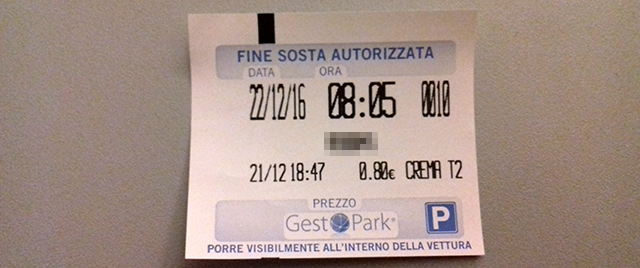 FINE SOSTA AUTORIZZATA
DATA ORA
22/12/16 08:05 0010
21/12 18:47 0.80€ CREMA T2
PREZZO
Gest Park® P
PORRE VISIBILMENTE ALL'INTERNO DELLA VETTURA